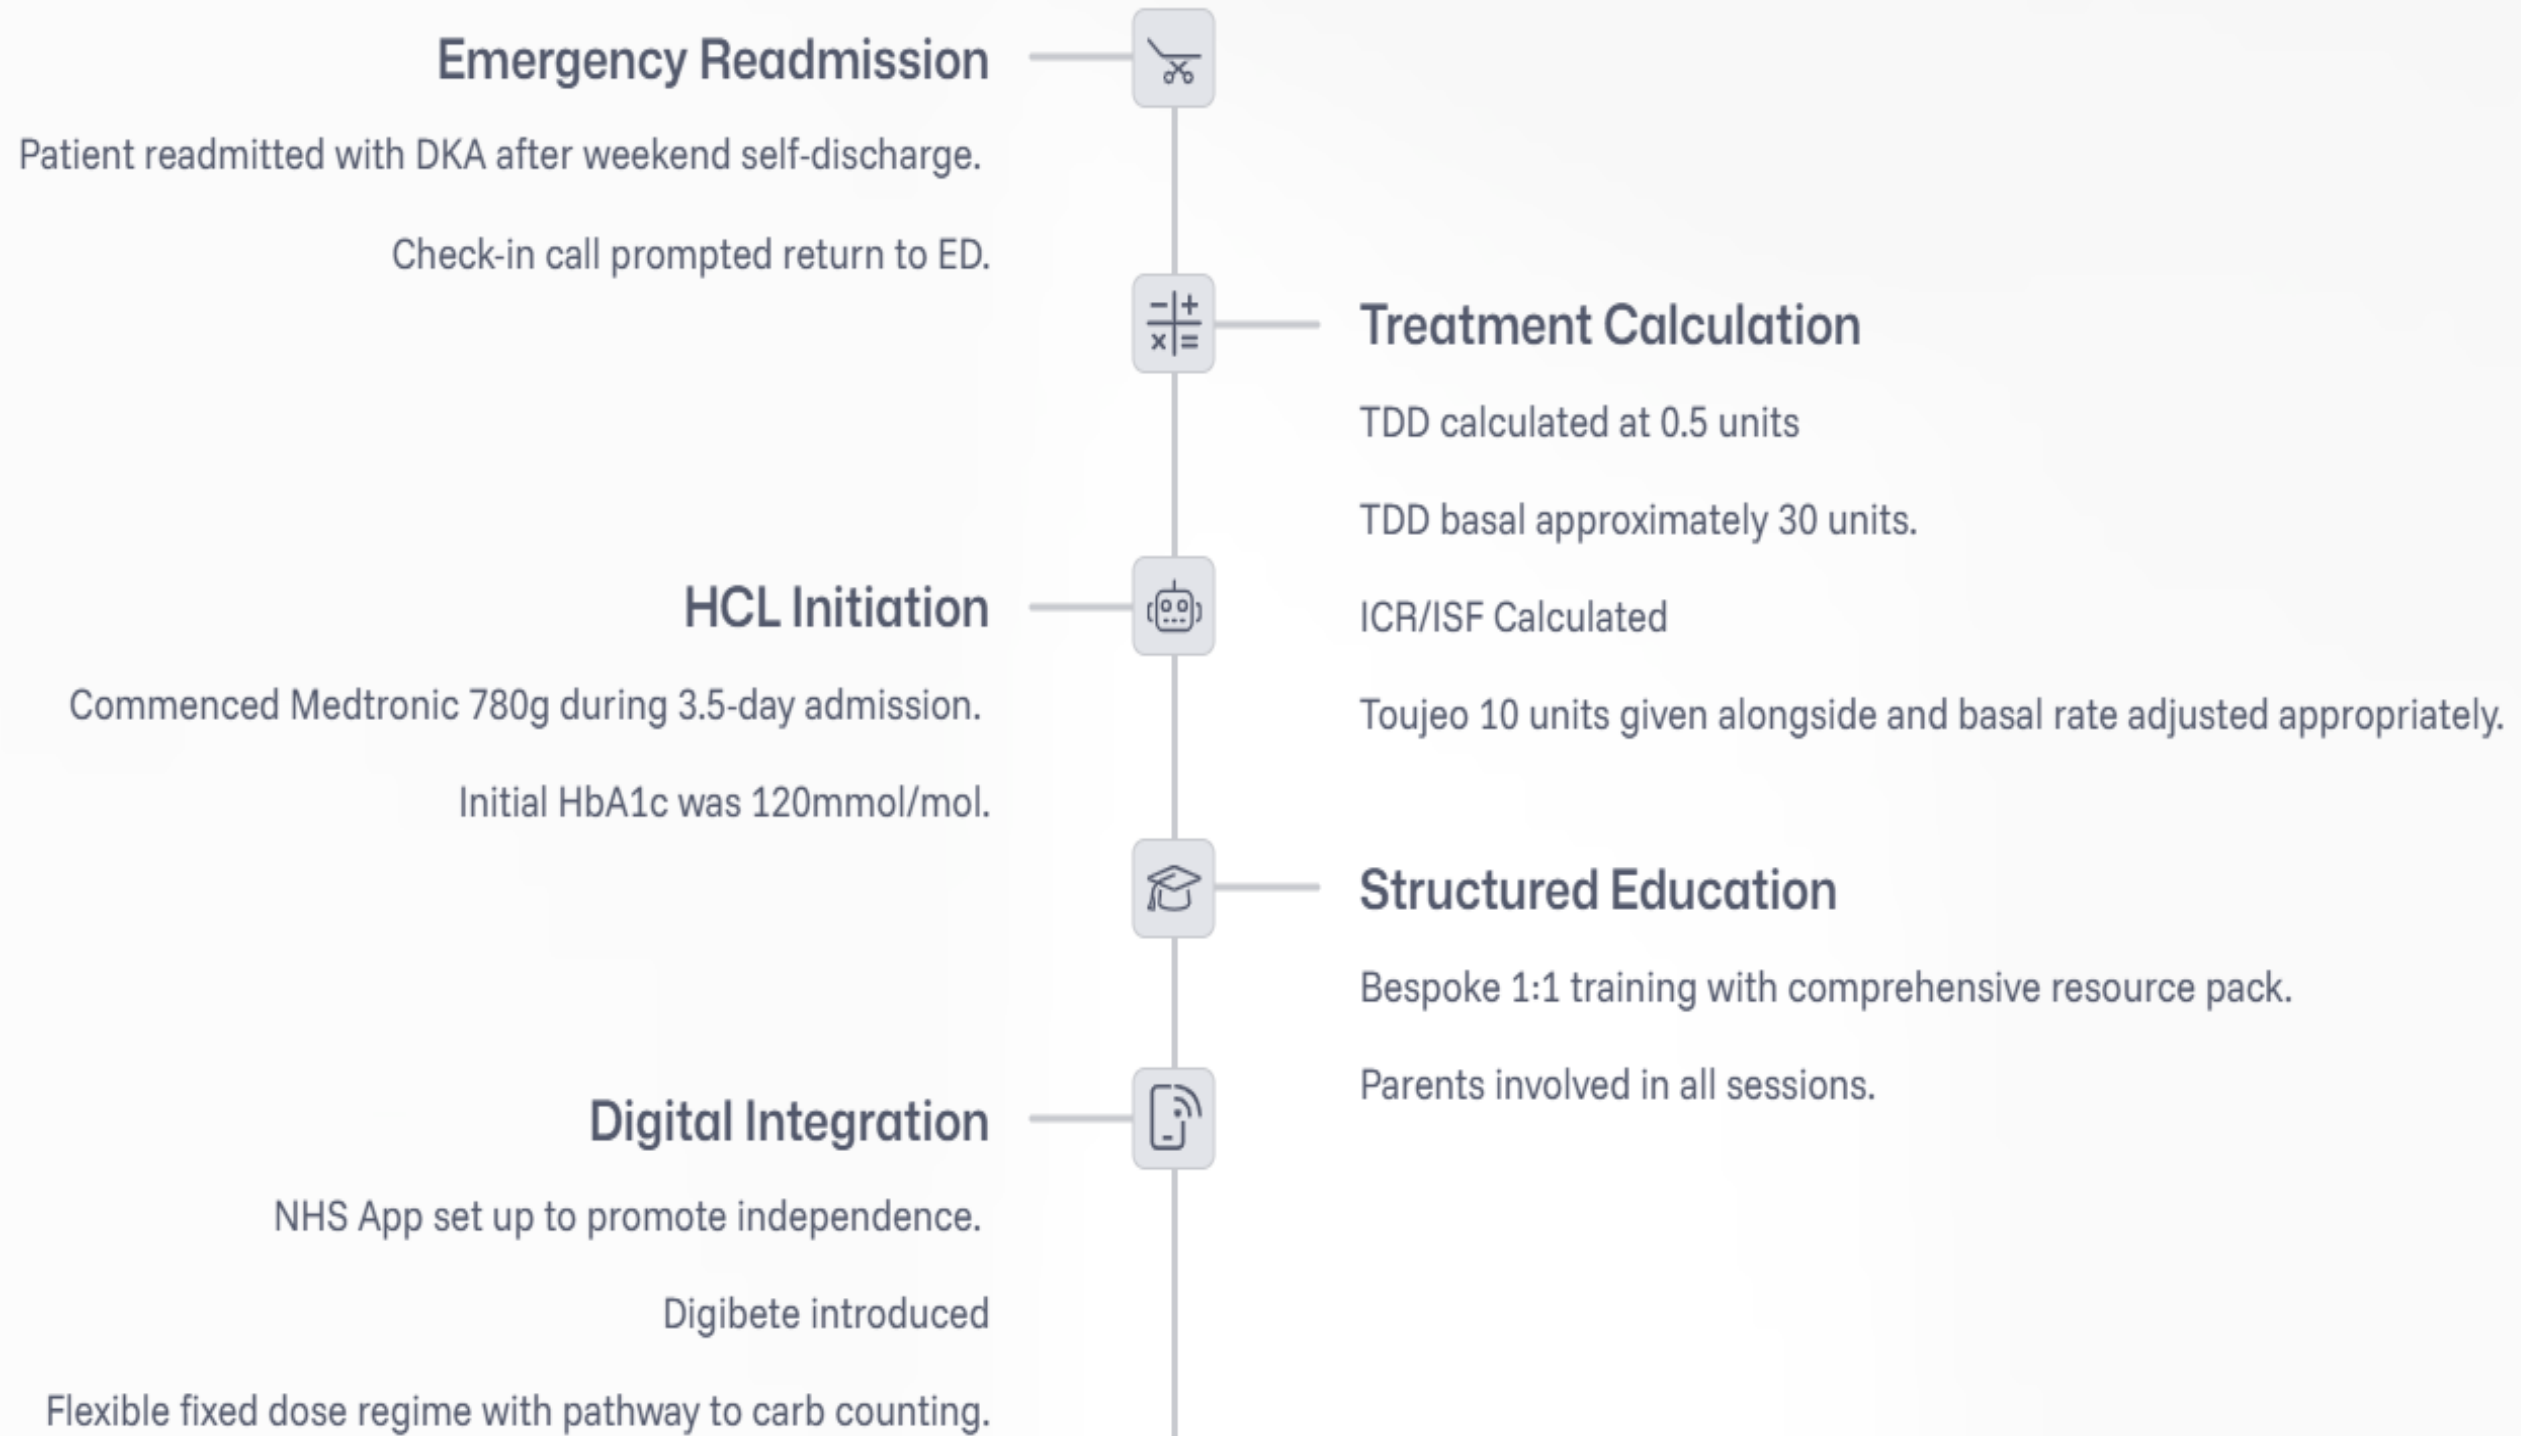 Emergency Readmission
Patient readmitted with DKA after weekend self-discharge.
Check-in call prompted return to ED.
Treatment Calculation
TDD calculated at 0.5 units
TDD basal approximately 30 units.
ICR/ISF Calculated
Toujeo 10 units given alongside and basal rate adjusted appropriately.
HCL Initiation
Commenced Medtronic 780g during 3.5-day admission.
Initial HbA1c was 120mmol/mol.
Structured Education
Bespoke 1:1 training with comprehensive resource pack.
Parents involved in all sessions.
Digital Integration
NHS App set up to promote independence.
Digibete introduced
Flexible fixed dose regime with pathway to carb counting.